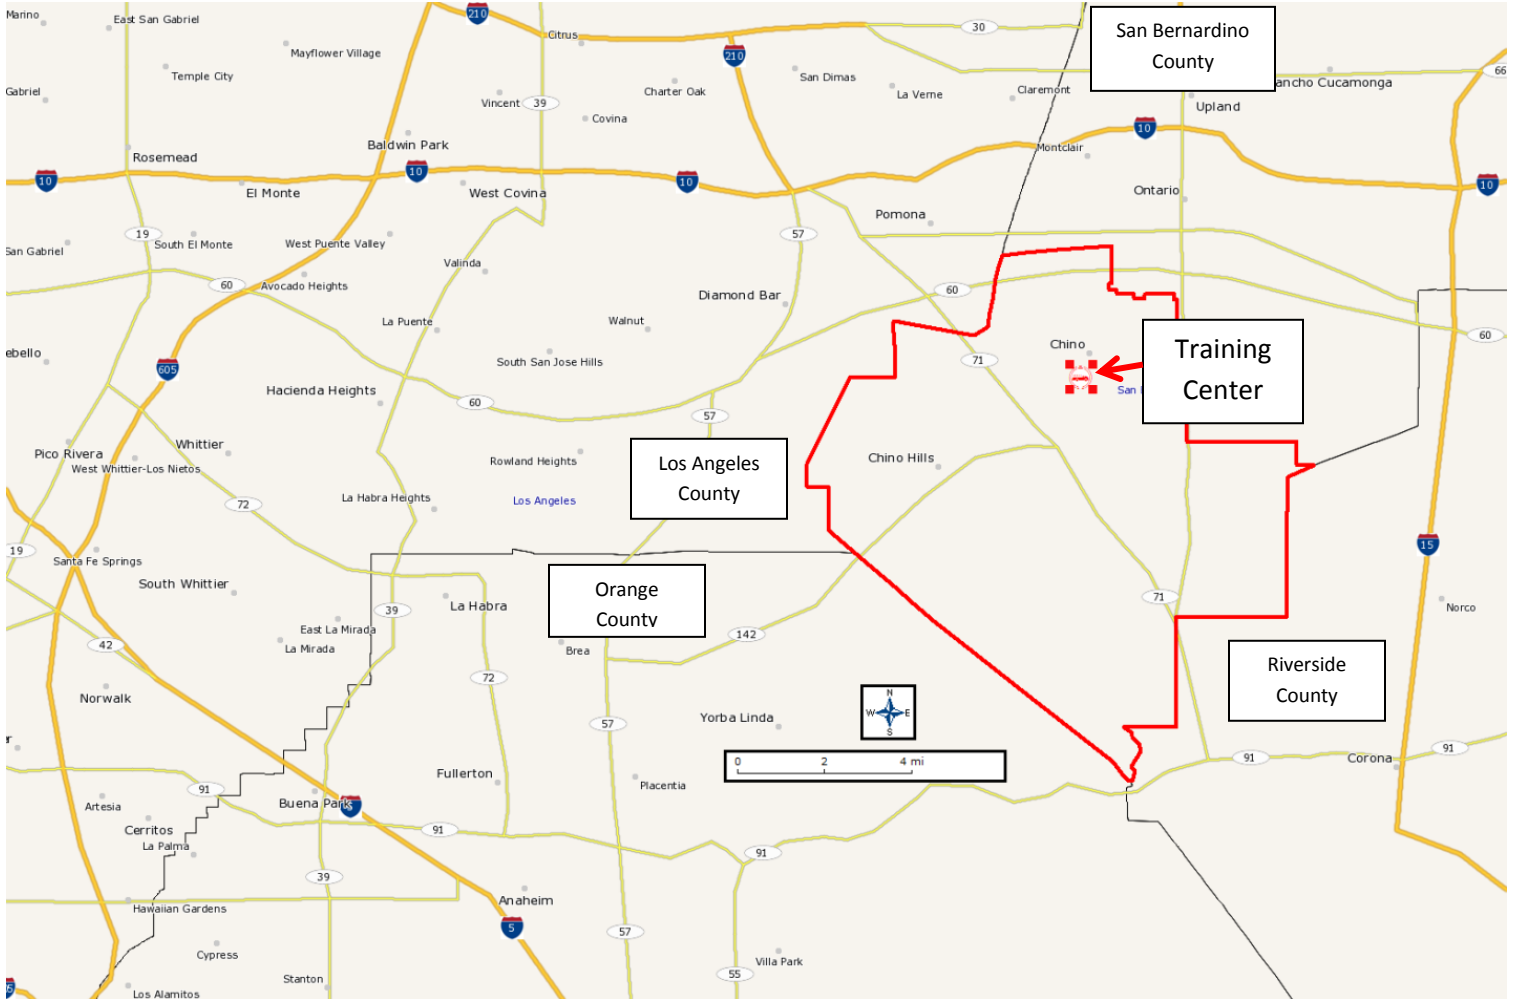 Marino
East San Gabriel
210
Citrus
30
San Bernardino
County
Mayflower Village
210
Temple City
San Dimas
66
Gabriel
Charter Oak
La Verne
Claremont
ancho Cucamonga
Vincent
39
Covina
Upland
10
Baldwin Park
Montclair
Rosemead
10
10
10
10
El Monte
West Covina
Ontario
Pomona
19
South El Monte
West Puente Valley
57
San Gabriel
Valinda
60
Avocado Heights
Diamond Bar
60
La Puente
Walnut
60
ebello
South San Jose Hills
71
Chino
Training
Center
605
Hacienda Heights
San
60
57
Pico Rivera
Whittier
West Whittier-Los Nietos
Rowland Heights
Los Angeles
County
Chino Hills
La Habra Heights
Los Angeles
72
19
Santa Fe Springs
15
South Whittier
Orange
County
La Habra
39
71
Norco
East La Mirada
La Mirada
42
Brea
142
Riverside
County
72
Norwalk
N
W E
S
Yorba Linda
57
91
91
Corona
0 2 4 mi
Fullerton
91
Placentia
Artesia
Buena Park
5
Cerritos
91
La Palma
91
39
Anaheim
Hawaiian Gardens
5
57
Cypress
Villa Park
Stanton
55
5
Los Alamitos